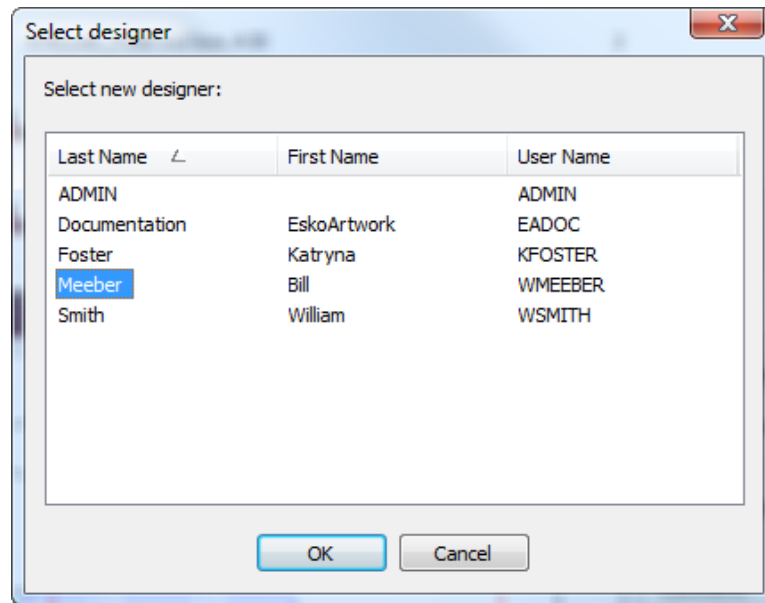 Select designer
Select new designer:
Last Name First Name User Name
ADMIN ADMIN
Documentation EskoArtwork EADOC
Foster Katryna KFOSTER
Meeber Bill WMEEBER
Smith William WSMITH
OK Cancel